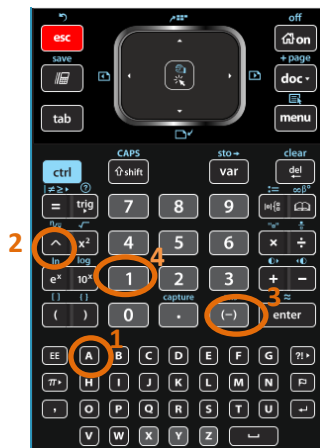 off
esc on
save + page
doc▾
tab menu
CAPS sto→ clear
ctrl ⇧shift var del
|≠≥▸ ? := ∞β°
= trig 7 8 9
ⁿ√x √
2 ^ x² 4 5 6 × ÷
ln log 4
eˣ 10ˣ 1 2 3 + −
[ ] { } capture 3 ≈
( ) 0 . (−) enter
1
EE A B C D E F G ?!▸
π▸ H I J K L M N
, O P Q R S T U ↵
V W X Y Z